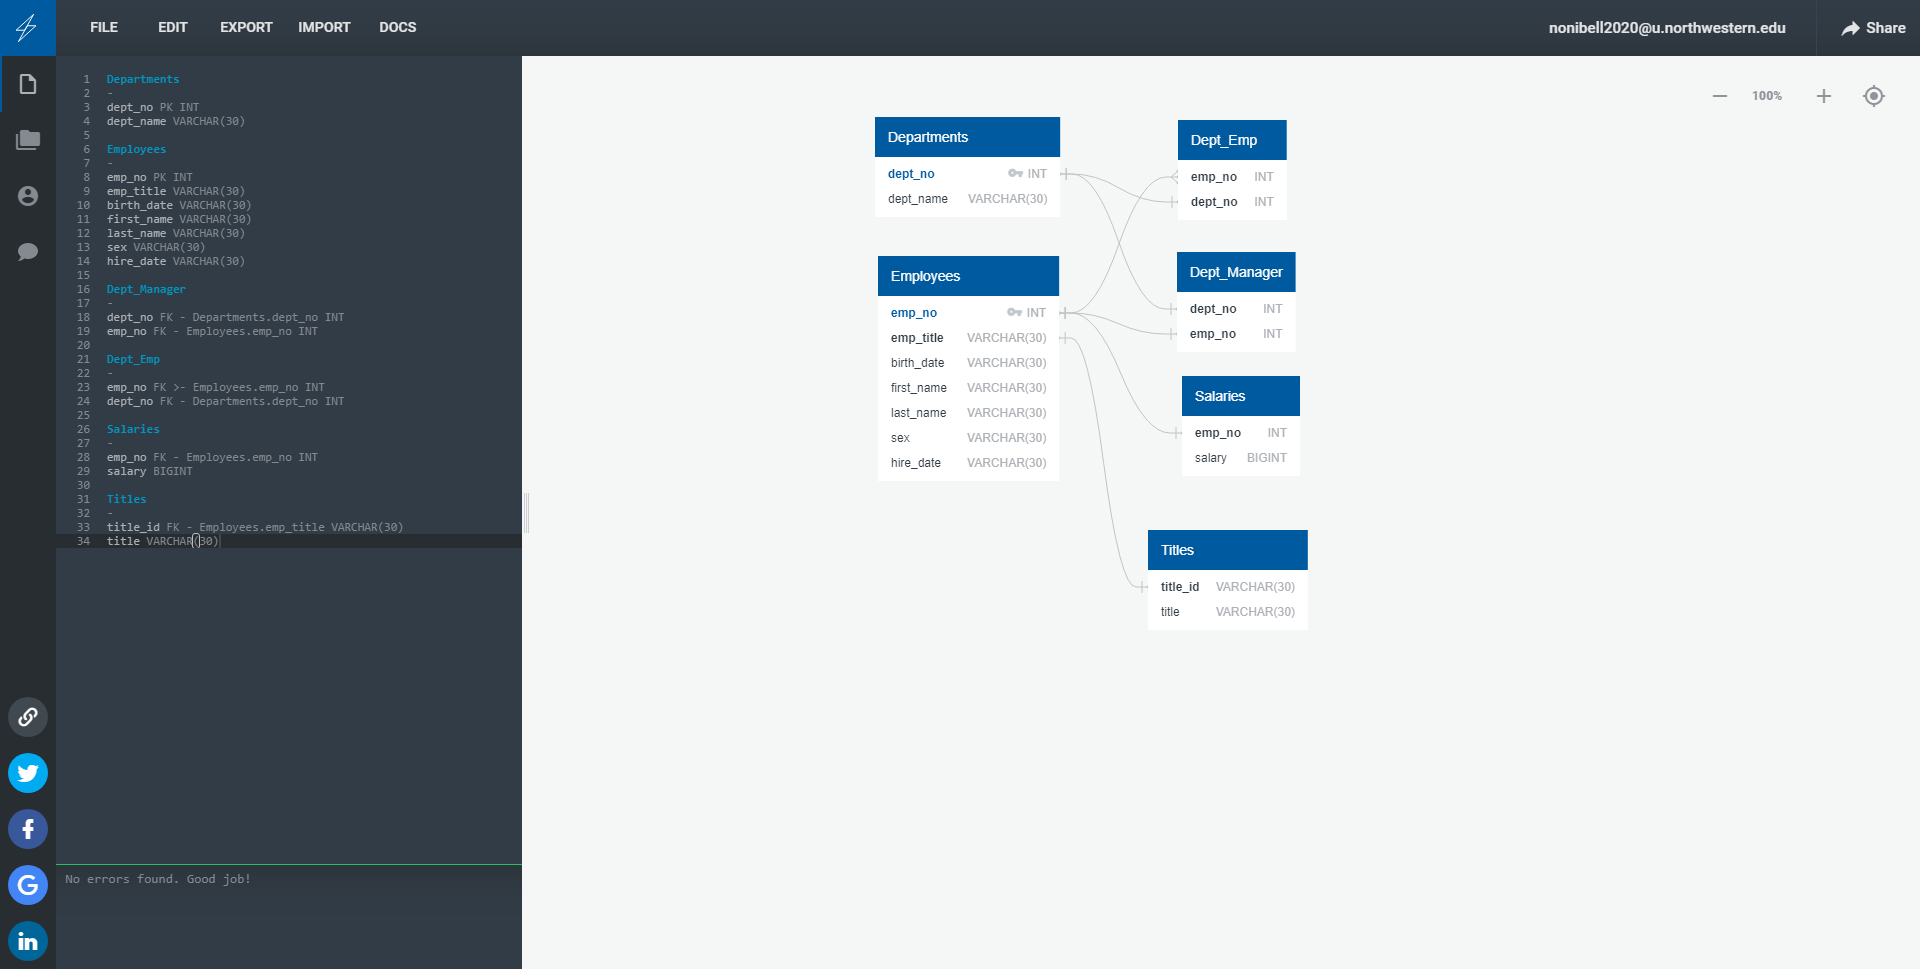 FILE EDIT EXPORT IMPORT DOCS nonibell2020@u.northwestern.edu Share
1 Departments
2 -
3 dept_no PK INT
4 dept_name VARCHAR(30)
5
6 Employees
7 -
8 emp_no PK INT
9 emp_title VARCHAR(30)
10 birth_date VARCHAR(30)
11 first_name VARCHAR(30)
12 last_name VARCHAR(30)
13 sex VARCHAR(30)
14 hire_date VARCHAR(30)
15
16 Dept_Manager
17 -
18 dept_no FK - Departments.dept_no INT
19 emp_no FK - Employees.emp_no INT
20
21 Dept_Emp
22 -
23 emp_no FK >- Employees.emp_no INT
24 dept_no FK - Departments.dept_no INT
25
26 Salaries
27 -
28 emp_no FK - Employees.emp_no INT
29 salary BIGINT
30
31 Titles
32 -
33 title_id FK - Employees.emp_title VARCHAR(30)
34 title VARCHAR(30)
No errors found. Good job!
100%
Departments
dept_no INT
dept_name VARCHAR(30)
Employees
emp_no INT
emp_title VARCHAR(30)
birth_date VARCHAR(30)
first_name VARCHAR(30)
last_name VARCHAR(30)
sex VARCHAR(30)
hire_date VARCHAR(30)
Dept_Emp
emp_no INT
dept_no INT
Dept_Manager
dept_no INT
emp_no INT
Salaries
emp_no INT
salary BIGINT
Titles
title_id VARCHAR(30)
title VARCHAR(30)